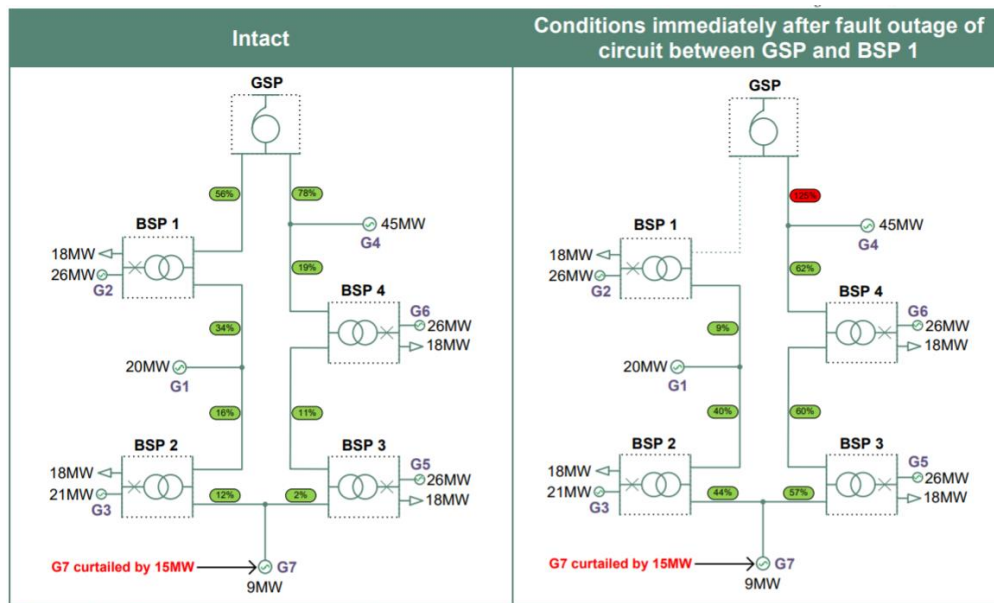 Intact
Conditions immediately after fault outage of
circuit between GSP and BSP 1
GSP
56%
78%
BSP 1
45MW
G4
18MW
26MW
G2
19%
BSP 4
G6
26MW
18MW
34%
20MW
G1
16%
11%
BSP 2
BSP 3
18MW
21MW
G3
G5
26MW
18MW
12%
2%
G7 curtailed by 15MW
G7
9MW
GSP
125%
BSP 1
45MW
G4
18MW
26MW
G2
62%
BSP 4
G6
26MW
18MW
9%
20MW
G1
40%
60%
BSP 2
BSP 3
18MW
21MW
G3
G5
26MW
18MW
44%
57%
G7 curtailed by 15MW
G7
9MW